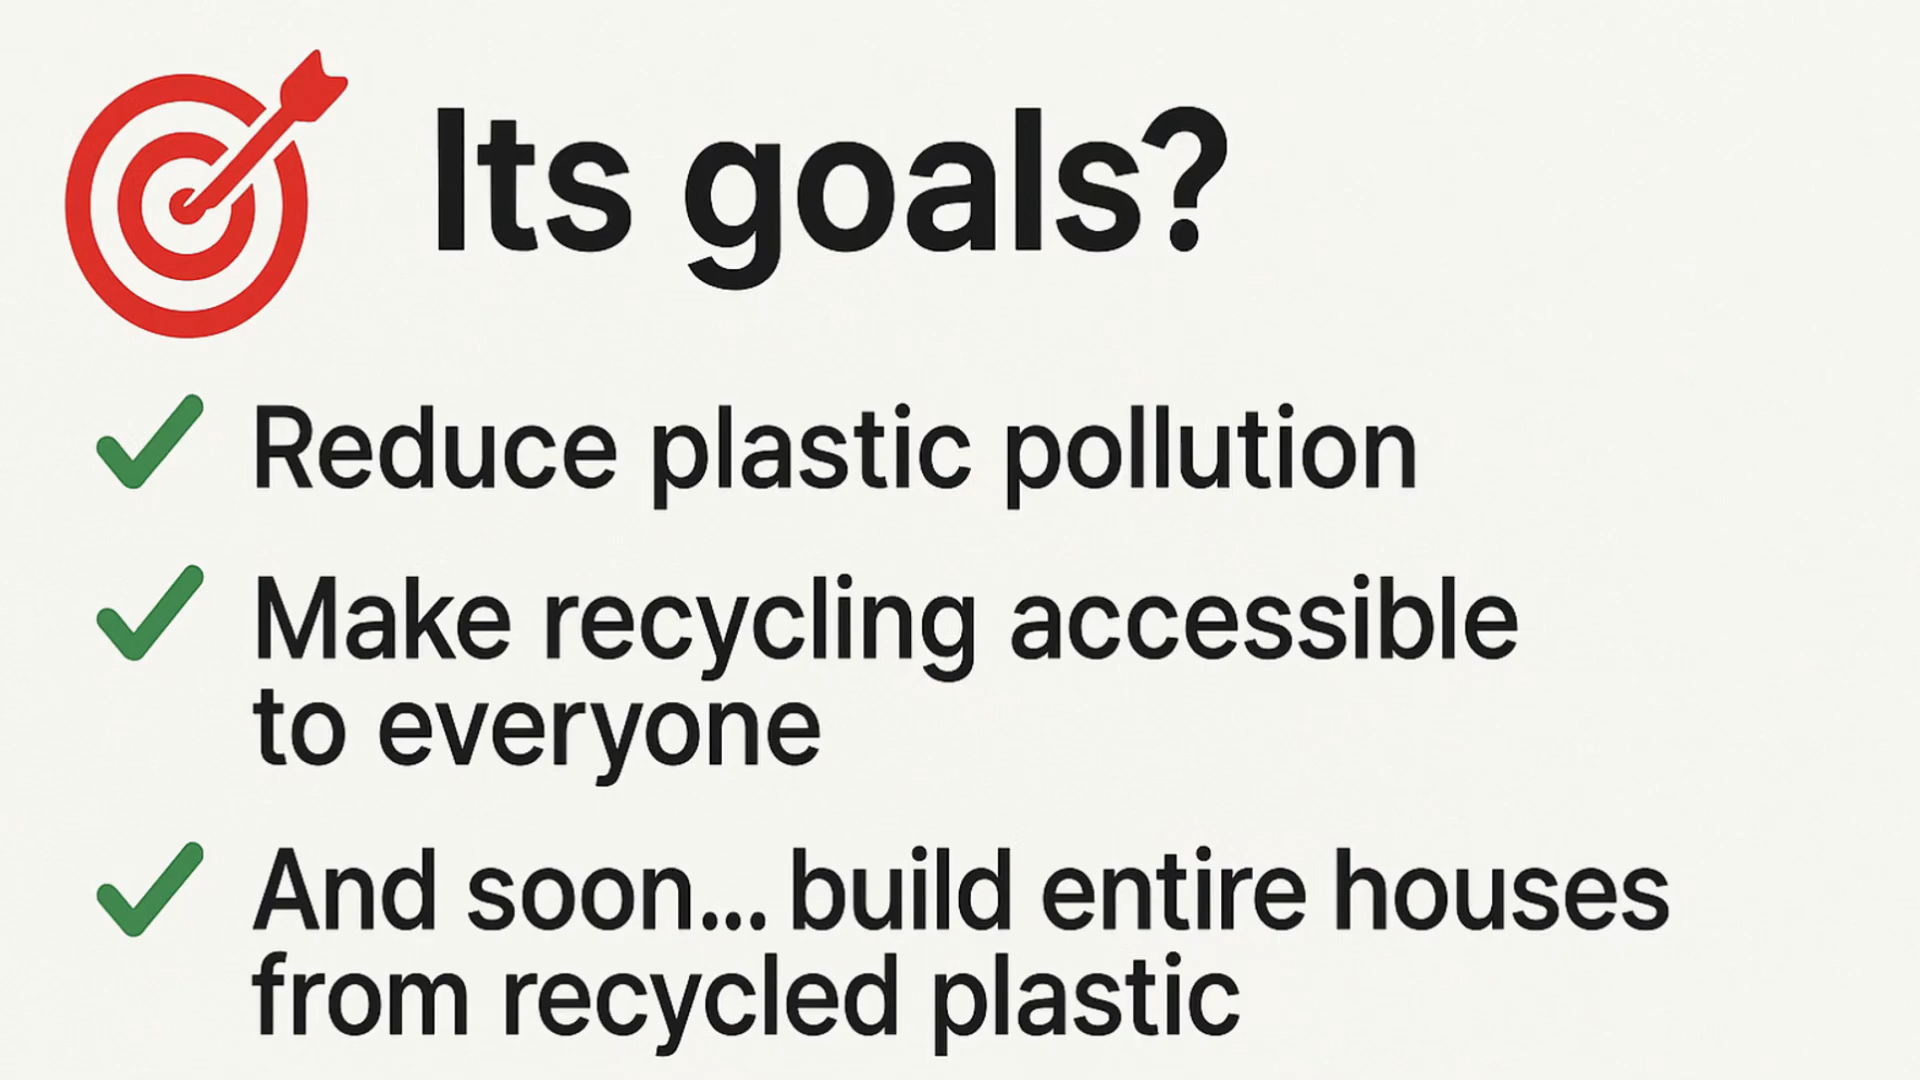 Its goals?
Reduce plastic pollution
Make recycling accessible
to everyone
And soon... build entire houses
from recycled plastic